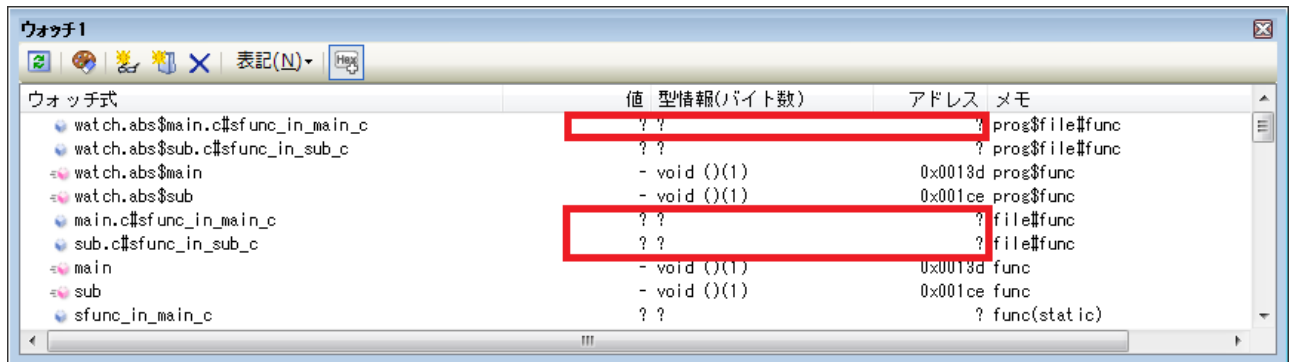 ウォッチ1
表記(N)▾ Hex
ウォッチ式 値 型情報(バイト数) アドレス メモ
watch.abs$main.c#sfunc_in_main_c ? ? ? prog$file#func
watch.abs$sub.c#sfunc_in_sub_c ? ? ? prog$file#func
watch.abs$main - void ()(1) 0x0013d prog$func
watch.abs$sub - void ()(1) 0x001ce prog$func
main.c#sfunc_in_main_c ? ? ? file#func
sub.c#sfunc_in_sub_c ? ? ? file#func
main - void ()(1) 0x0013d func
sub - void ()(1) 0x001ce func
sfunc_in_main_c ? ? ? func(static)